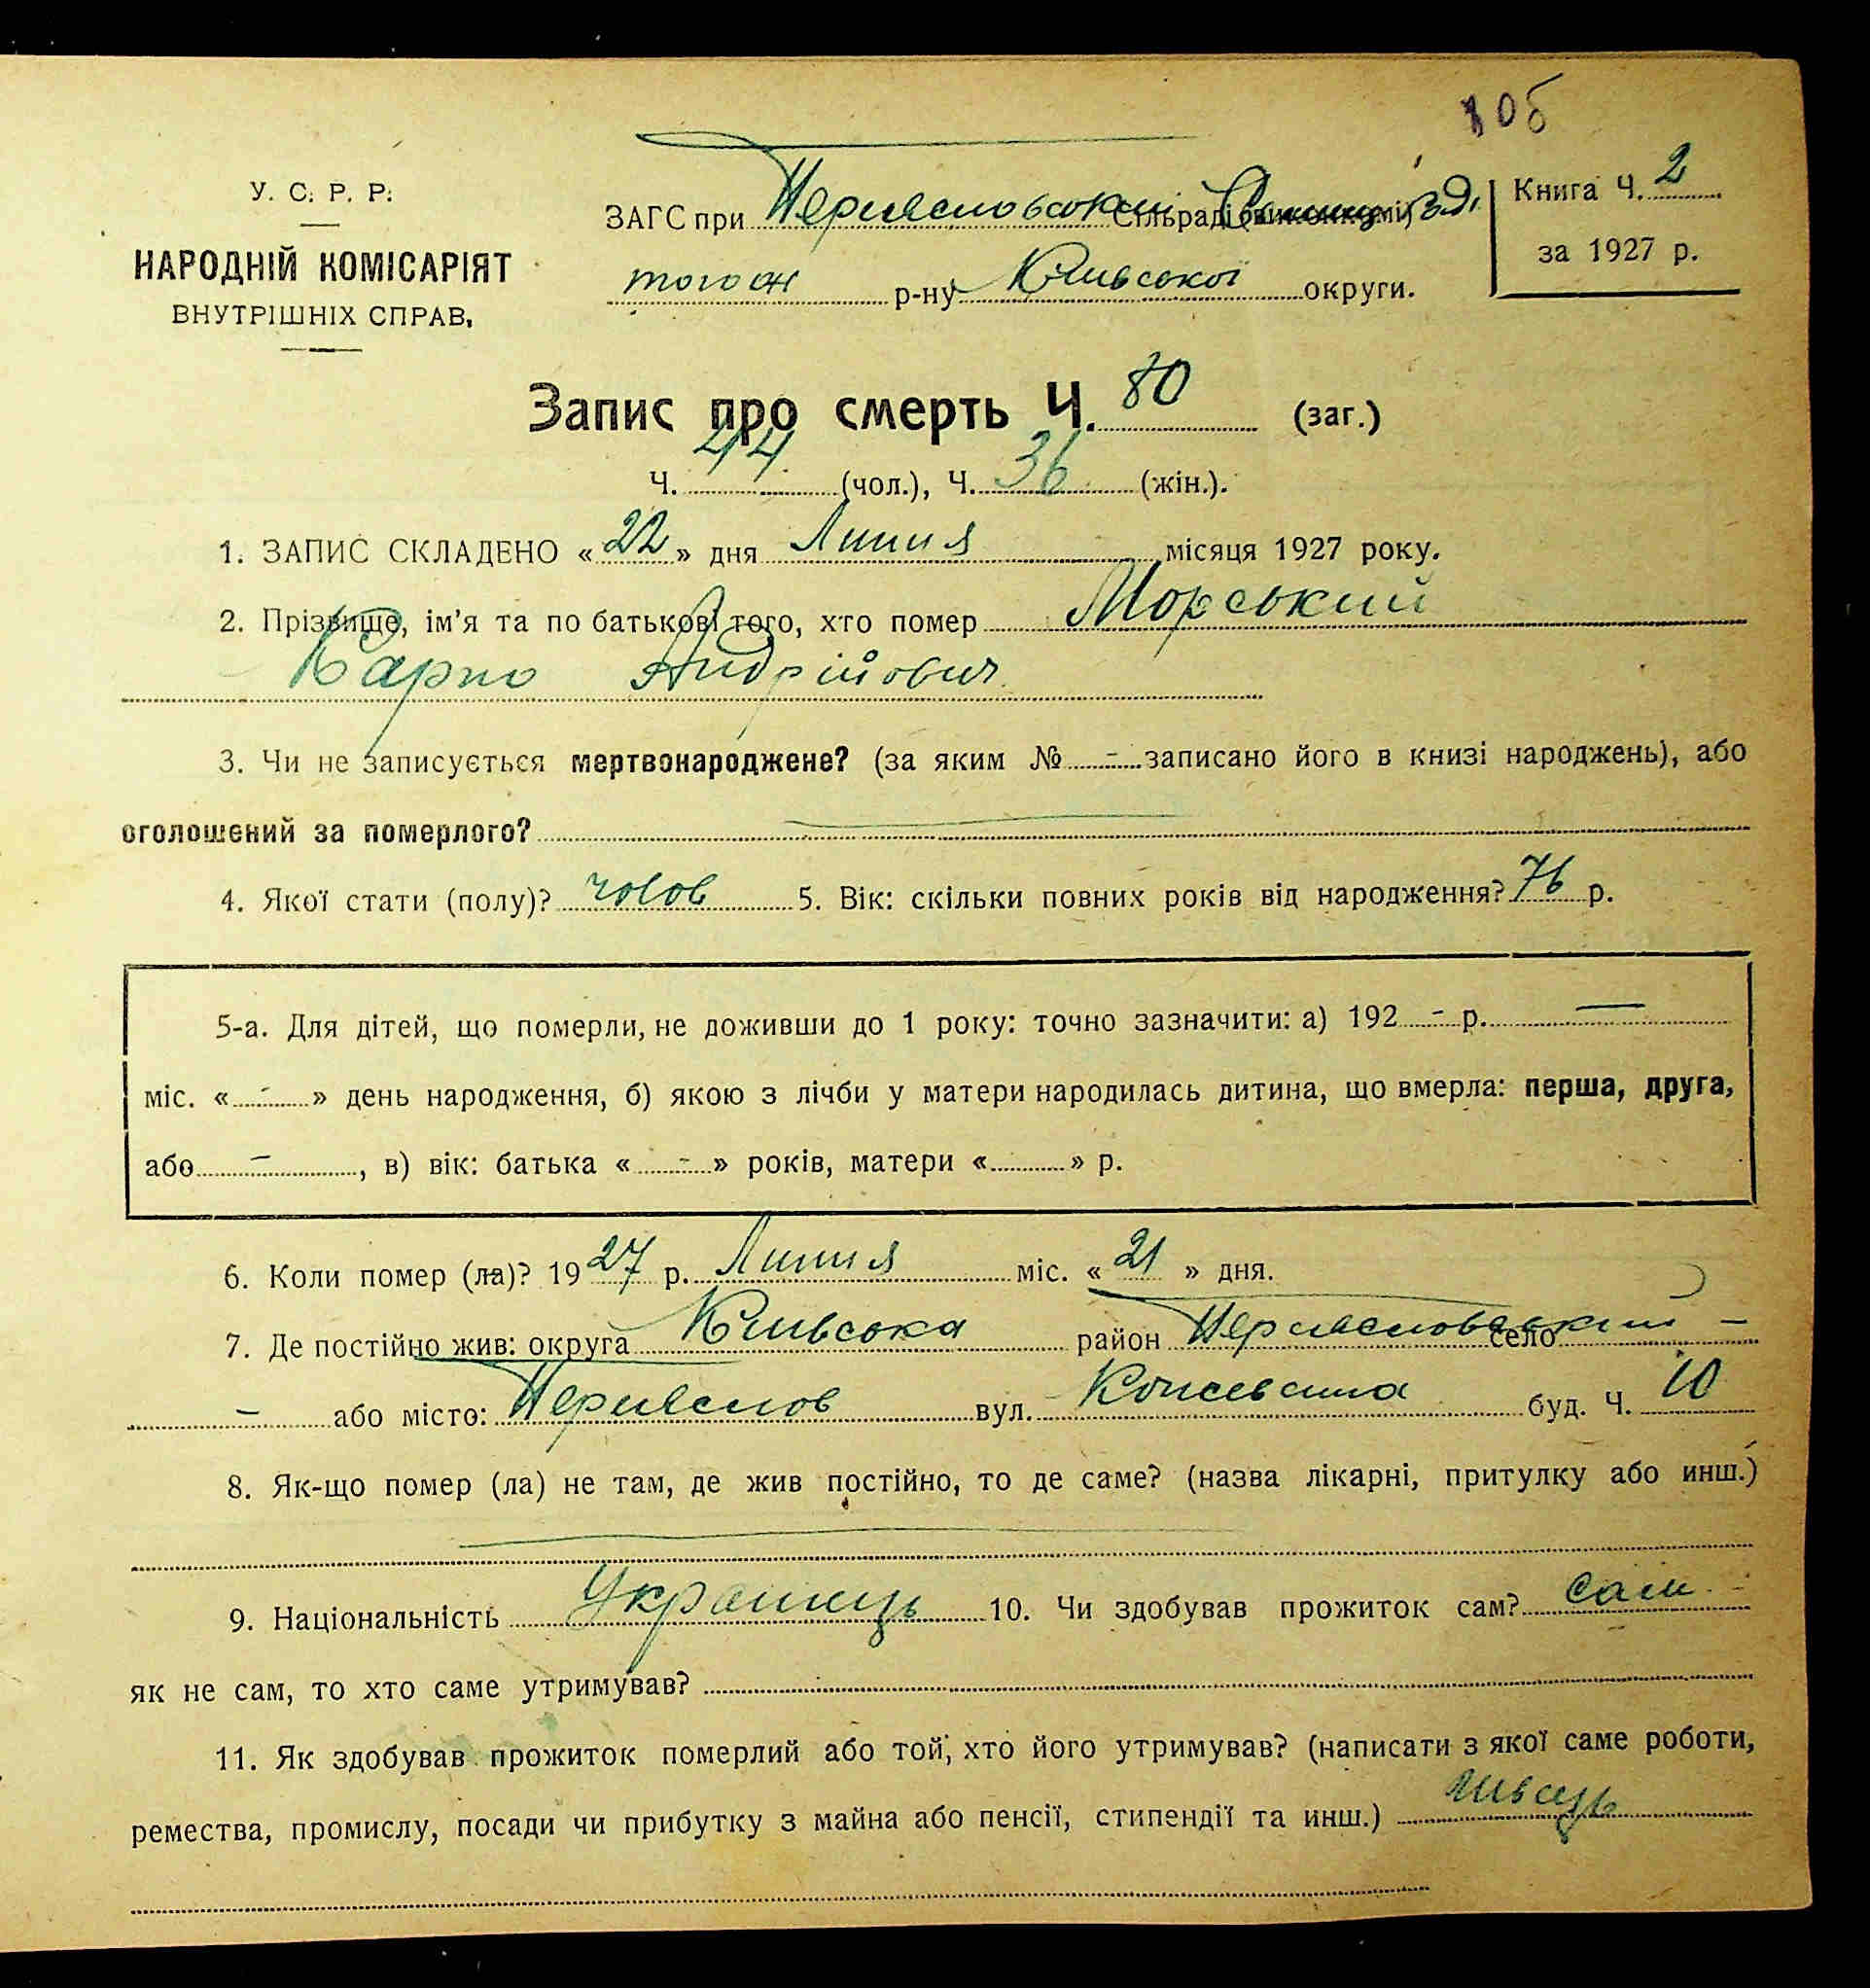 106
У. С. Р. Р.
НАРОДНІЙ КОМІСАРІЯТ
ВНУТРІШНІХ СПРАВ,
ЗАГС при Переяславський Сільраді (виконкомі)
того ж р-ну Київської округи.
Книга Ч. 2
за 1927 р.
Запис про смерть Ч. 80 (заг.)
Ч. 44 (чол.), Ч. 36 (жін.).
1. ЗАПИС СКЛАДЕНО «22» дня Липня місяця 1927 року.
2. Прізвище, ім'я та по батькові того, хто помер Морський
Карпо Андрійович
3. Чи не записується мертвонароджене? (за яким № - записано його в книзі народжень), або
оголошений за померлого?
4. Якої стати (полу)? чолов 5. Вік: скільки повних років від народження? 76 р.
5-а. Для дітей, що померли, не доживши до 1 року: точно зазначити: а) 192 - р. —
міс. « - » день народження, б) якою з лічби у матери народилась дитина, що вмерла: перша, друга,
або — , в) вік: батька « - » років, матери « » р.
6. Коли помер (ла)? 1927 р. Липня міс. « 21 » дня.
7. Де постійно жив: округа Київська район Переяславський село —
— або місто: Переяслов вул. буд. Ч. 10
8. Як-що помер (ла) не там, де жив постійно, то де саме? (назва лікарні, притулку або инш.)
9. Національність Українець 10. Чи здобував прожиток сам? Сам
як не сам, то хто саме утримував?
11. Як здобував прожиток померлий або той, хто його утримував? (написати з якої саме роботи,
ремества, промислу, посади чи прибутку з майна або пенсії, стипендії та инш.) Швець